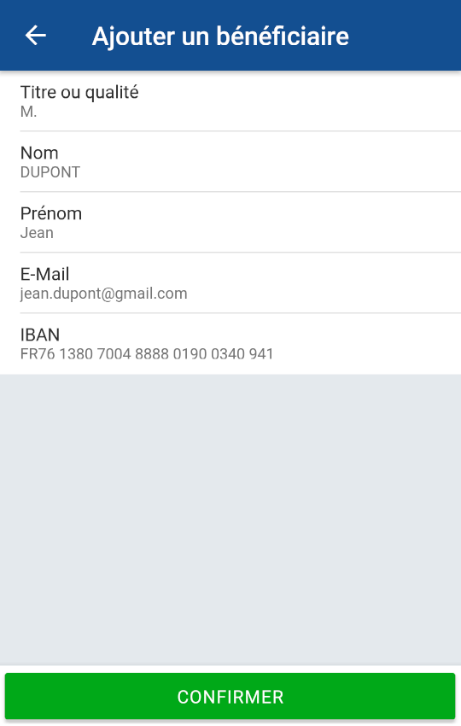 Ajouter un bénéficiaire
Titre ou qualité
M.
Nom
DUPONT
Prénom
Jean
E-Mail
jean.dupont@gmail.com
IBAN
FR76 1380 7004 8888 0190 0340 941
CONFIRMER